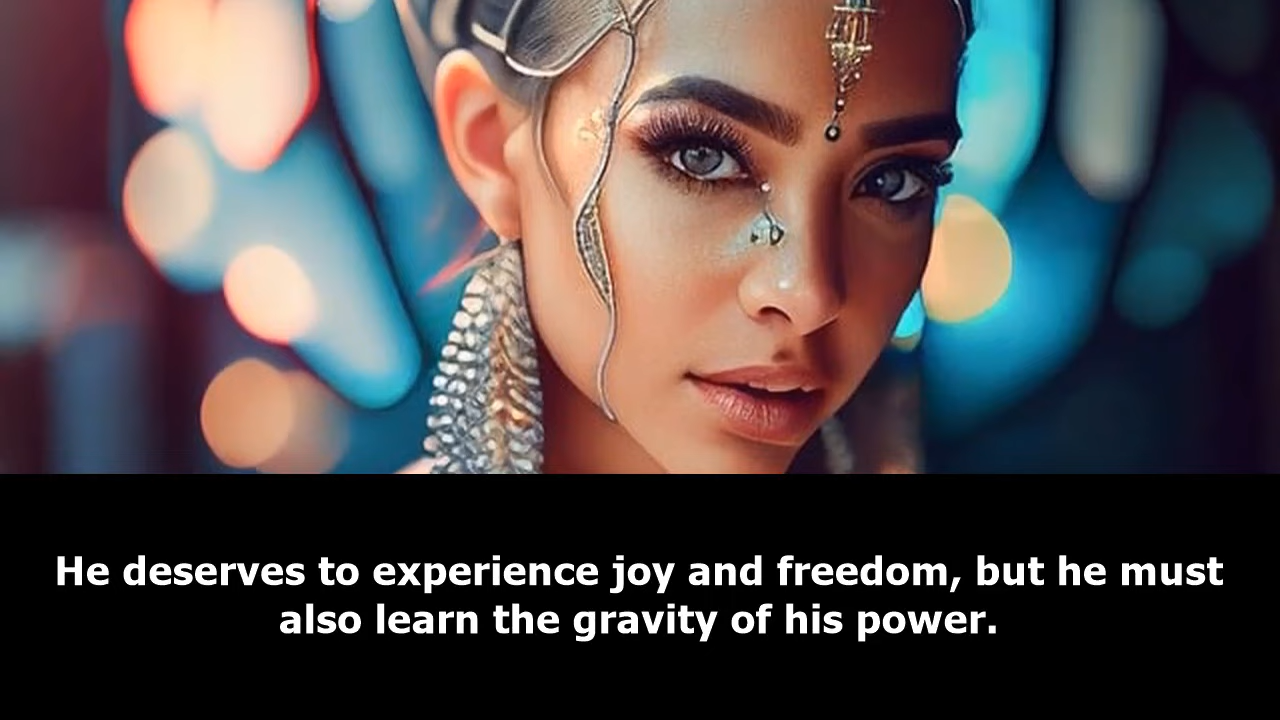 He deserves to experience joy and freedom, but he must
also learn the gravity of his power.